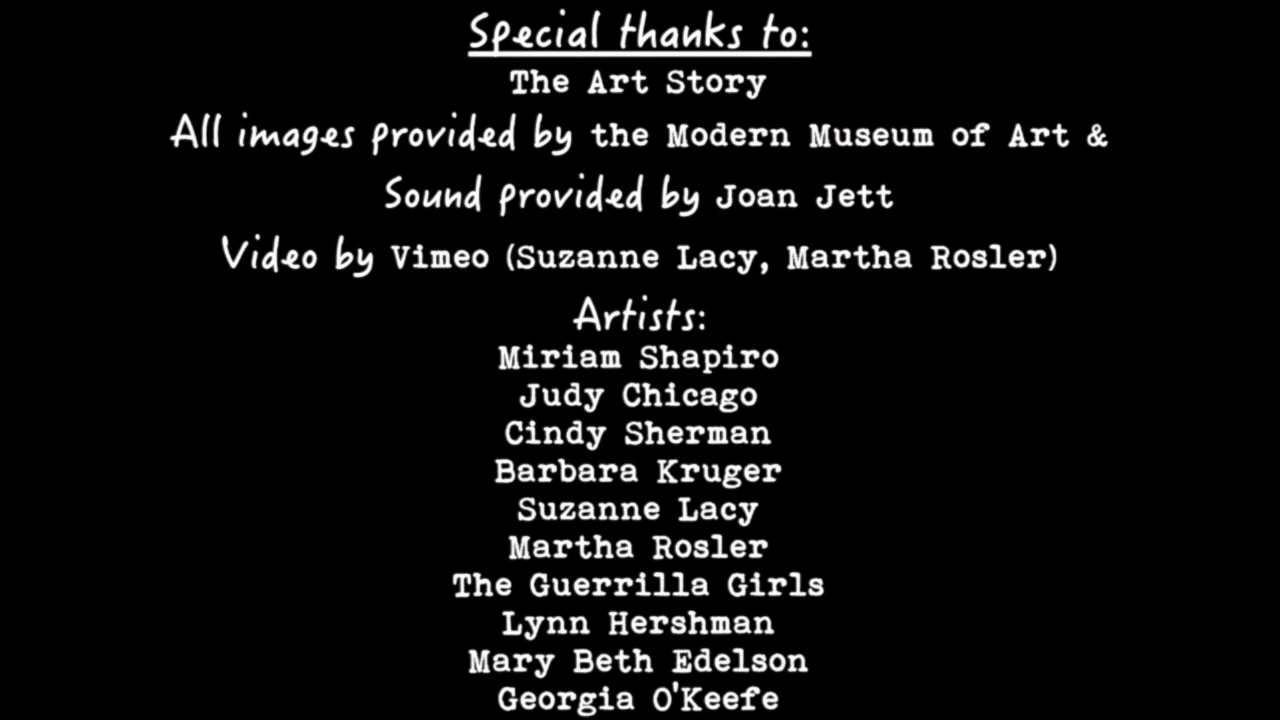 Special thanks to:
The Art Story
All images provided by the Modern Museum of Art &
Sound provided by Joan Jett
Video by Vimeo (Suzanne Lacy, Martha Rosler)
Artists:
Miriam Shapiro
Judy Chicago
Cindy Sherman
Barbara Kruger
Suzanne Lacy
Martha Rosler
The Guerrilla Girls
Lynn Hershman
Mary Beth Edelson
Georgia O'Keefe